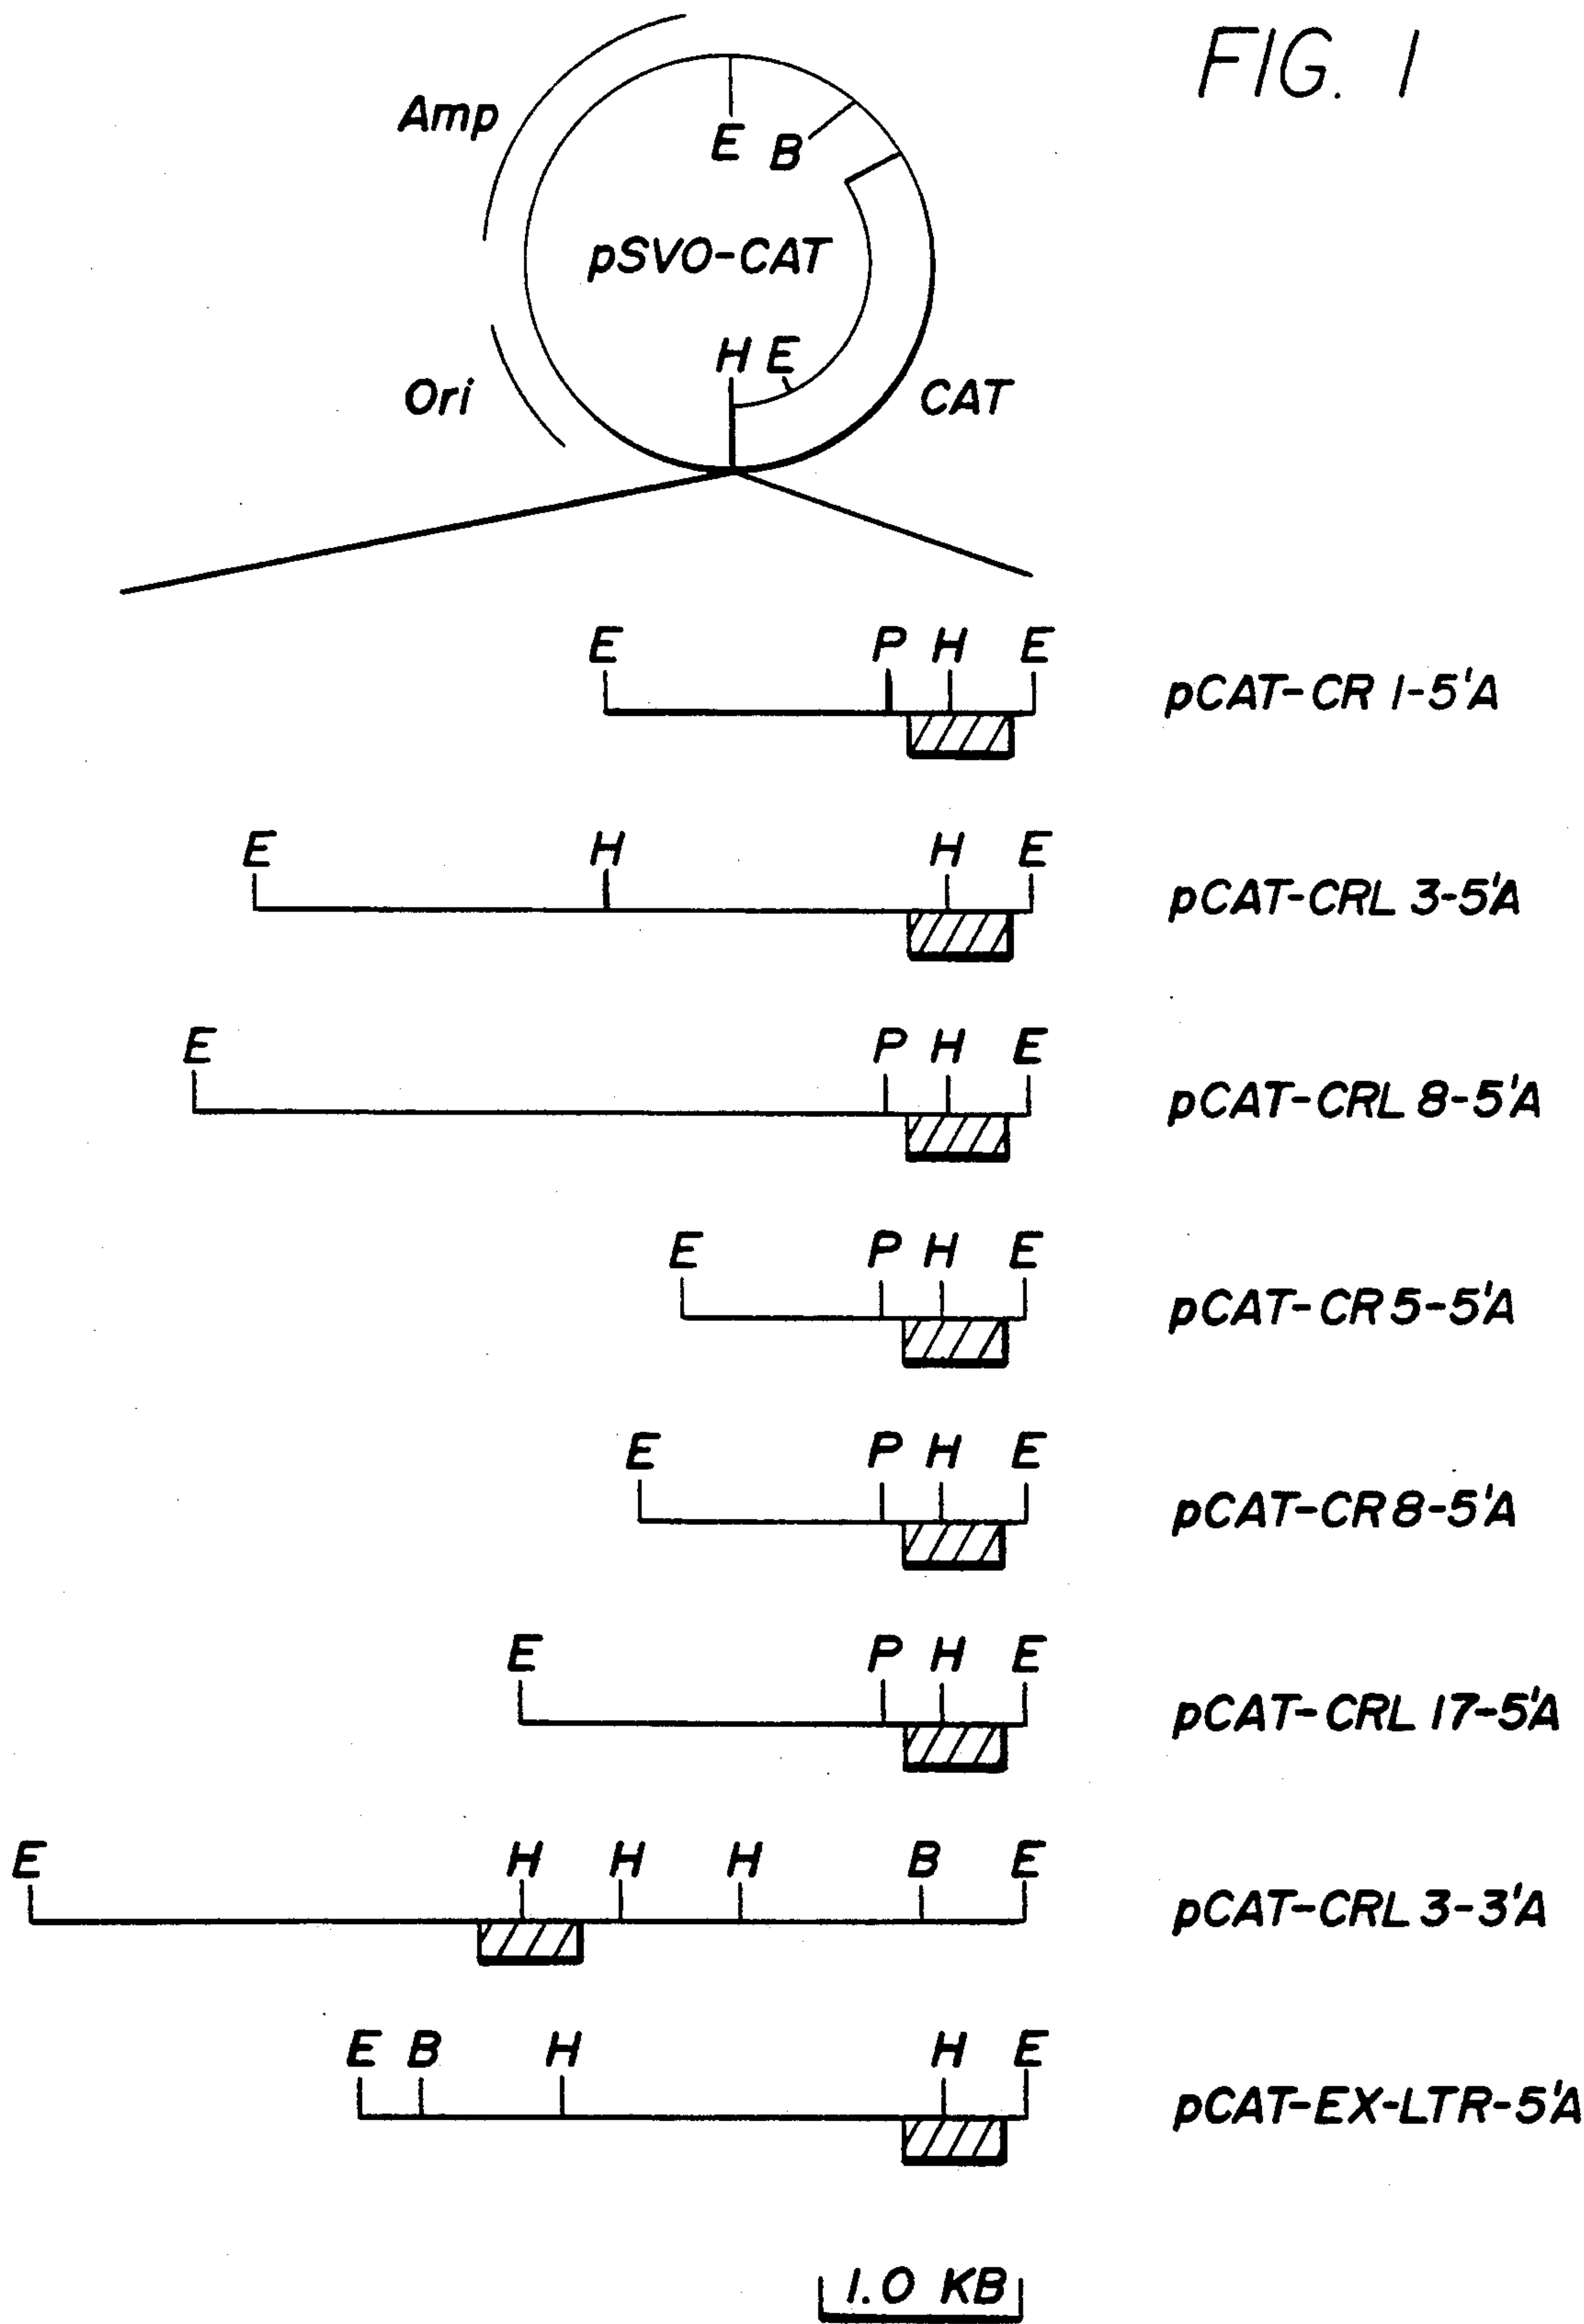 FIG. 1
Amp
E B
pSVO-CAT
H E
Ori
CAT
E P H E
pCAT-CR 1-5'A
E H H E
pCAT-CRL 3-5'A
E P H E
pCAT-CRL 8-5'A
E P H E
pCAT-CR 5-5'A
E P H E
pCAT-CR 8-5'A
E P H E
pCAT-CRL 17-5'A
E H H H B E
pCAT-CRL 3-3'A
E B H H E
pCAT-EX-LTR-5'A
1.0 KB